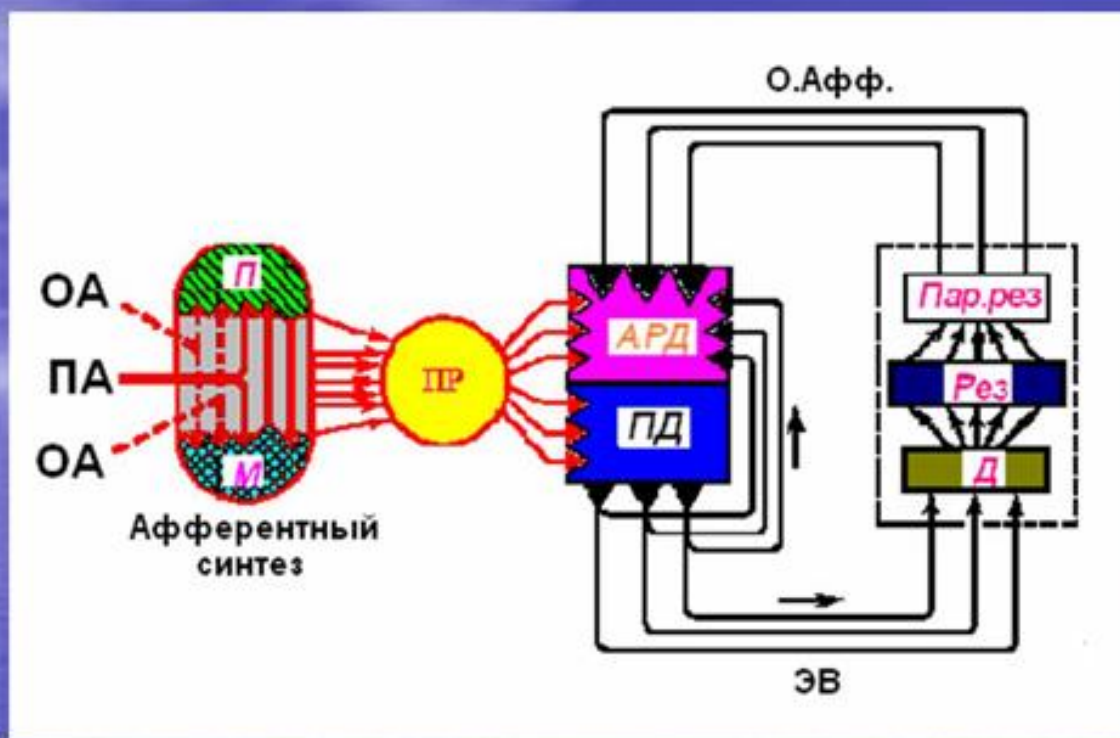 О.Афф.
П
ОА
ПА
ОА
М
Афферентный
синтез
ПР
АРД
ПД
Пар.рез
Рез
Д
ЭВ